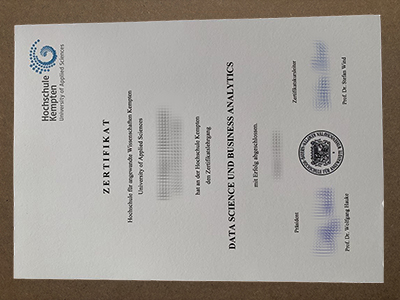 Hochschule
Kempten
University of Applied Sciences
ZERTIFIKAT
Hochschule für angewandte Wissenschaften Kempten
University of Applied Sciences
hat an der Hochschule Kempten
den Zertifikatslehrgang
DATA SCIENCE UND BUSINESS ANALYTICS
mit Erfolg abgeschlossen.
Präsident
Prof. Dr. Wolfgang Hauke
Prof. Dr. Stefan Wind